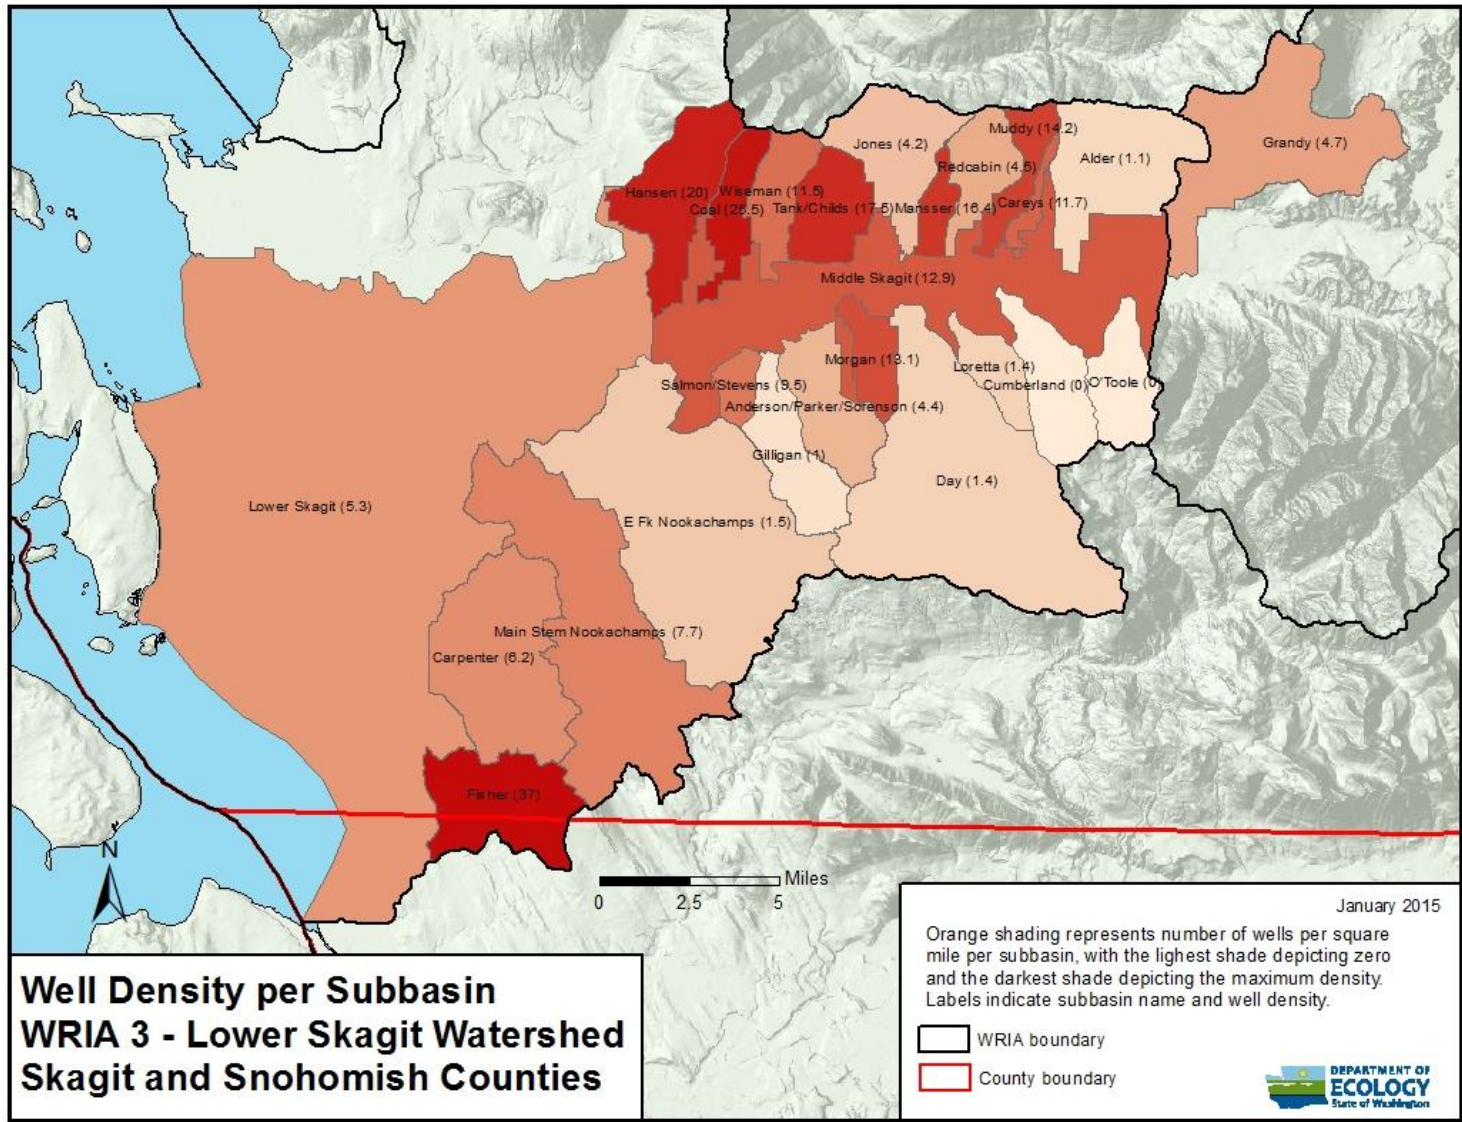 Grandy (4.7)
Muddy (14.2)
Jones (4.2)
Alder (1.1)
Redcabin (4.5)
Hansen (20)
Wiseman (11.5)
Coal (25.5)
Tank/Childs (17.5)
Mansser (16.4)
Careys (11.7)
Middle Skagit (12.9)
Morgan (13.1)
Loretta (1.4)
Salmon/Stevens (9.5)
Cumberland (0)
O'Toole (0)
Anderson/Parker/Sorenson (4.4)
Gilligan (1)
Day (1.4)
Lower Skagit (5.3)
E Fk Nookachamps (1.5)
Main Stem Nookachamps (7.7)
Carpenter (6.2)
Fisher (37)
N
Miles
0 2.5 5
January 2015
Orange shading represents number of wells per square
mile per subbasin, with the lighest shade depicting zero
and the darkest shade depicting the maximum density.
Labels indicate subbasin name and well density.
WRIA boundary
County boundary
DEPARTMENT OF
ECOLOGY
State of Washington
Well Density per Subbasin
WRIA 3 - Lower Skagit Watershed
Skagit and Snohomish Counties